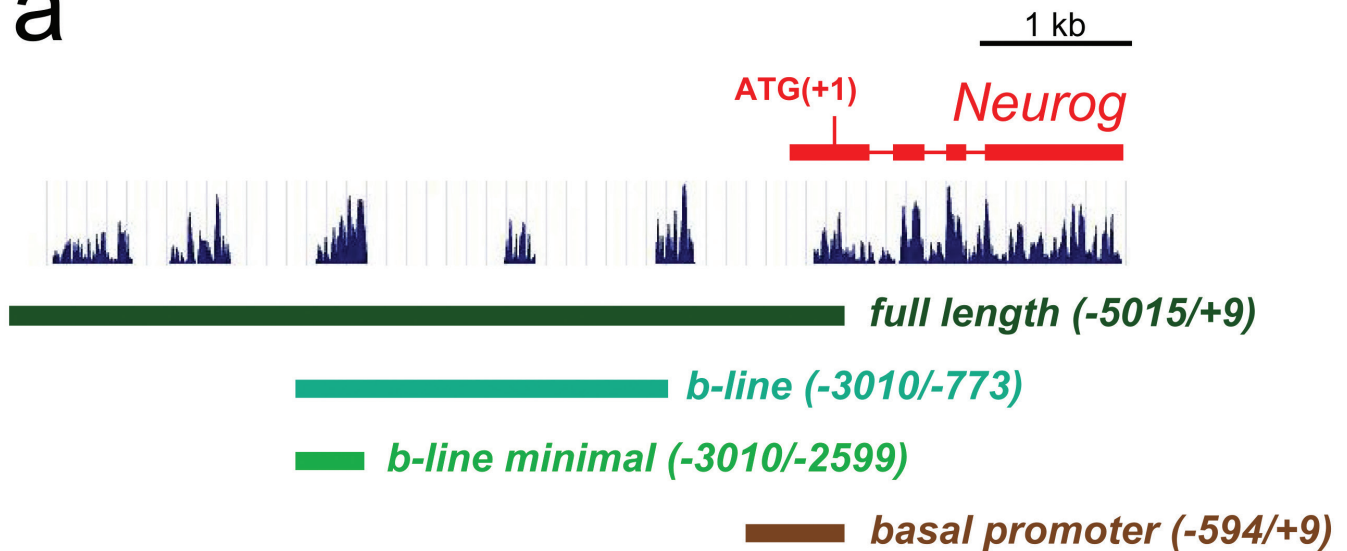 a
1 kb
ATG(+1)
Neurog
full length (-5015/+9)
b-line (-3010/-773)
b-line minimal (-3010/-2599)
basal promoter (-594/+9)